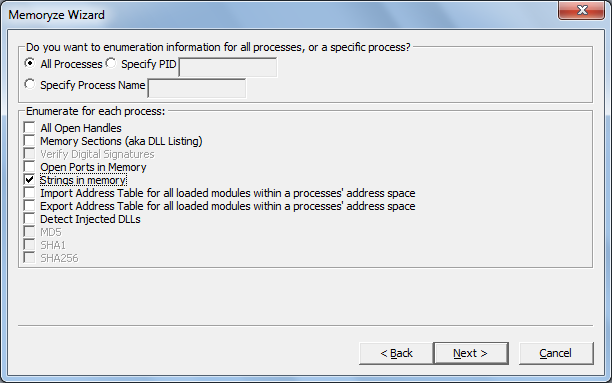 Memoryze Wizard
Do you want to enumeration information for all processes, or a specific process?
All Processes Specify PID
Specify Process Name
Enumerate for each process:
All Open Handles
Memory Sections (aka DLL Listing)
Verify Digital Signatures
Open Ports in Memory
Strings in memory
Import Address Table for all loaded modules within a processes' address space
Export Address Table for all loaded modules within a processes' address space
Detect Injected DLLs
MD5
SHA1
SHA256
< Back Next > Cancel